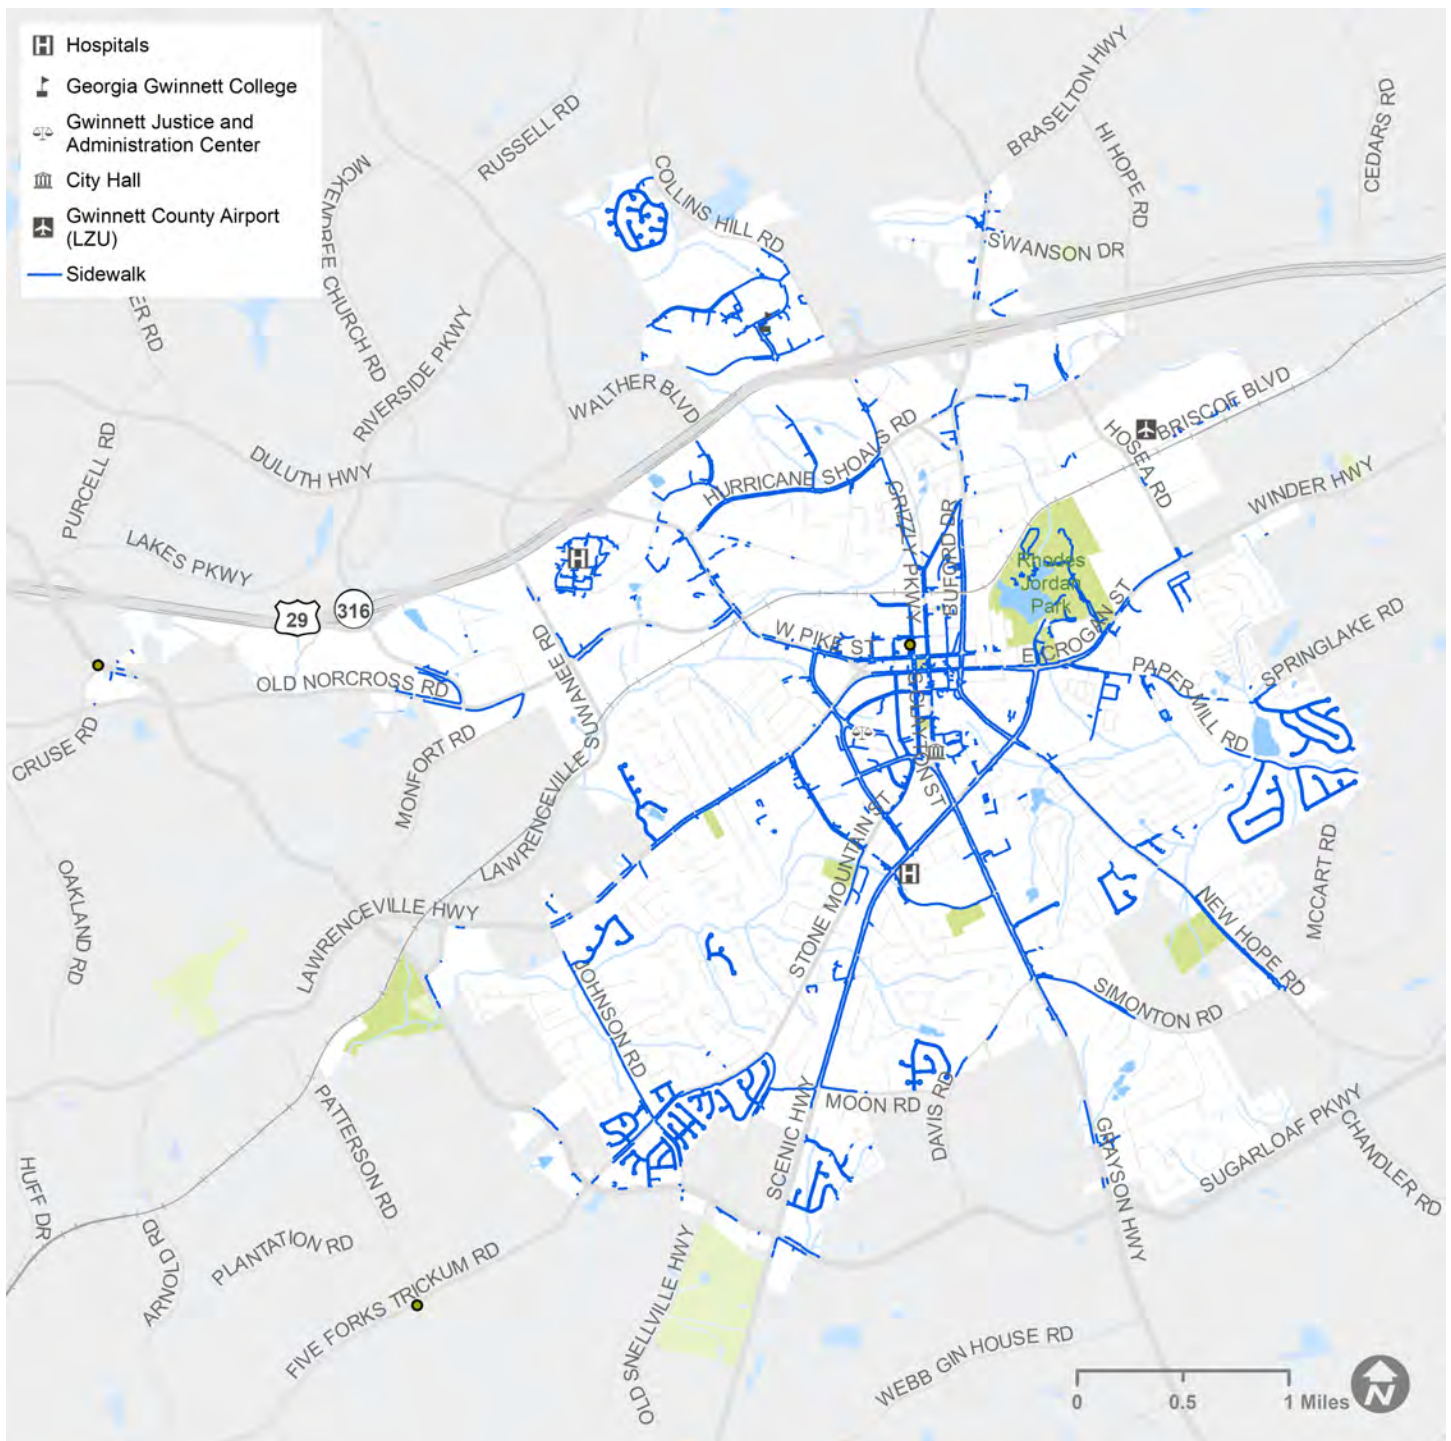 Hospitals
Georgia Gwinnett College
Gwinnett Justice and
Administration Center
City Hall
Gwinnett County Airport
(LZU)
Sidewalk
BRASELTON HWY
RUSSELL RD
HI HOPE RD
CEDARS RD
MCKENDREE CHURCH RD
COLLINS HILL RD
SWANSON DR
ER RD
RIVERSIDE PKWY
WALTHER BLVD
BRISCOE BLVD
HOSEA RD
PURCELL RD
DULUTH HWY
HURRICANE SHOALS RD
WINDER HWY
GRIZZLY PKWY
BUFORD DR
LAKES PKWY
H
Rhodes
Jordan
Park
29
316
W PIKE ST
E CROGAN ST
SPRINGLAKE RD
PAPER MILL RD
OLD NORCROSS RD
LAWRENCEVILLE SUWANEE RD
CRUSE RD
MONFORT RD
S CLAYTON ST
STONE MOUNTAIN ST
H
MCCART RD
OAKLAND RD
LAWRENCEVILLE HWY
NEW HOPE RD
JOHNSON RD
SIMONTON RD
PATTERSON RD
SCENIC HWY
MOON RD
DAVIS RD
GRAYSON HWY
SUGARLOAF PKWY
CHANDLER RD
HUFF DR
ARNOLD RD
PLANTATION RD
FIVE FORKS TRICKUM RD
OLD SNELLVILLE HWY
WEBB GIN HOUSE RD
0 0.5 1 Miles
N